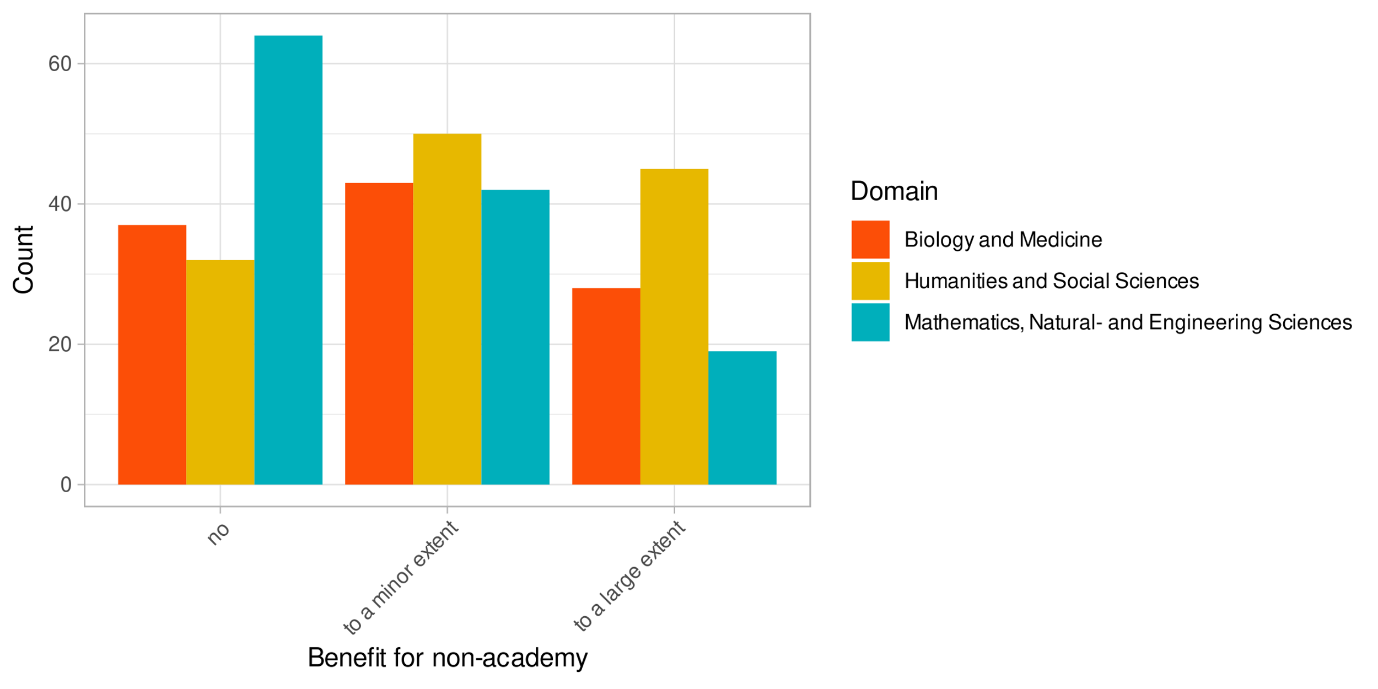 60
40
20
0
Count
no
to a minor extent
to a large extent
Benefit for non-academy
Domain
Biology and Medicine
Humanities and Social Sciences
Mathematics, Natural- and Engineering Sciences